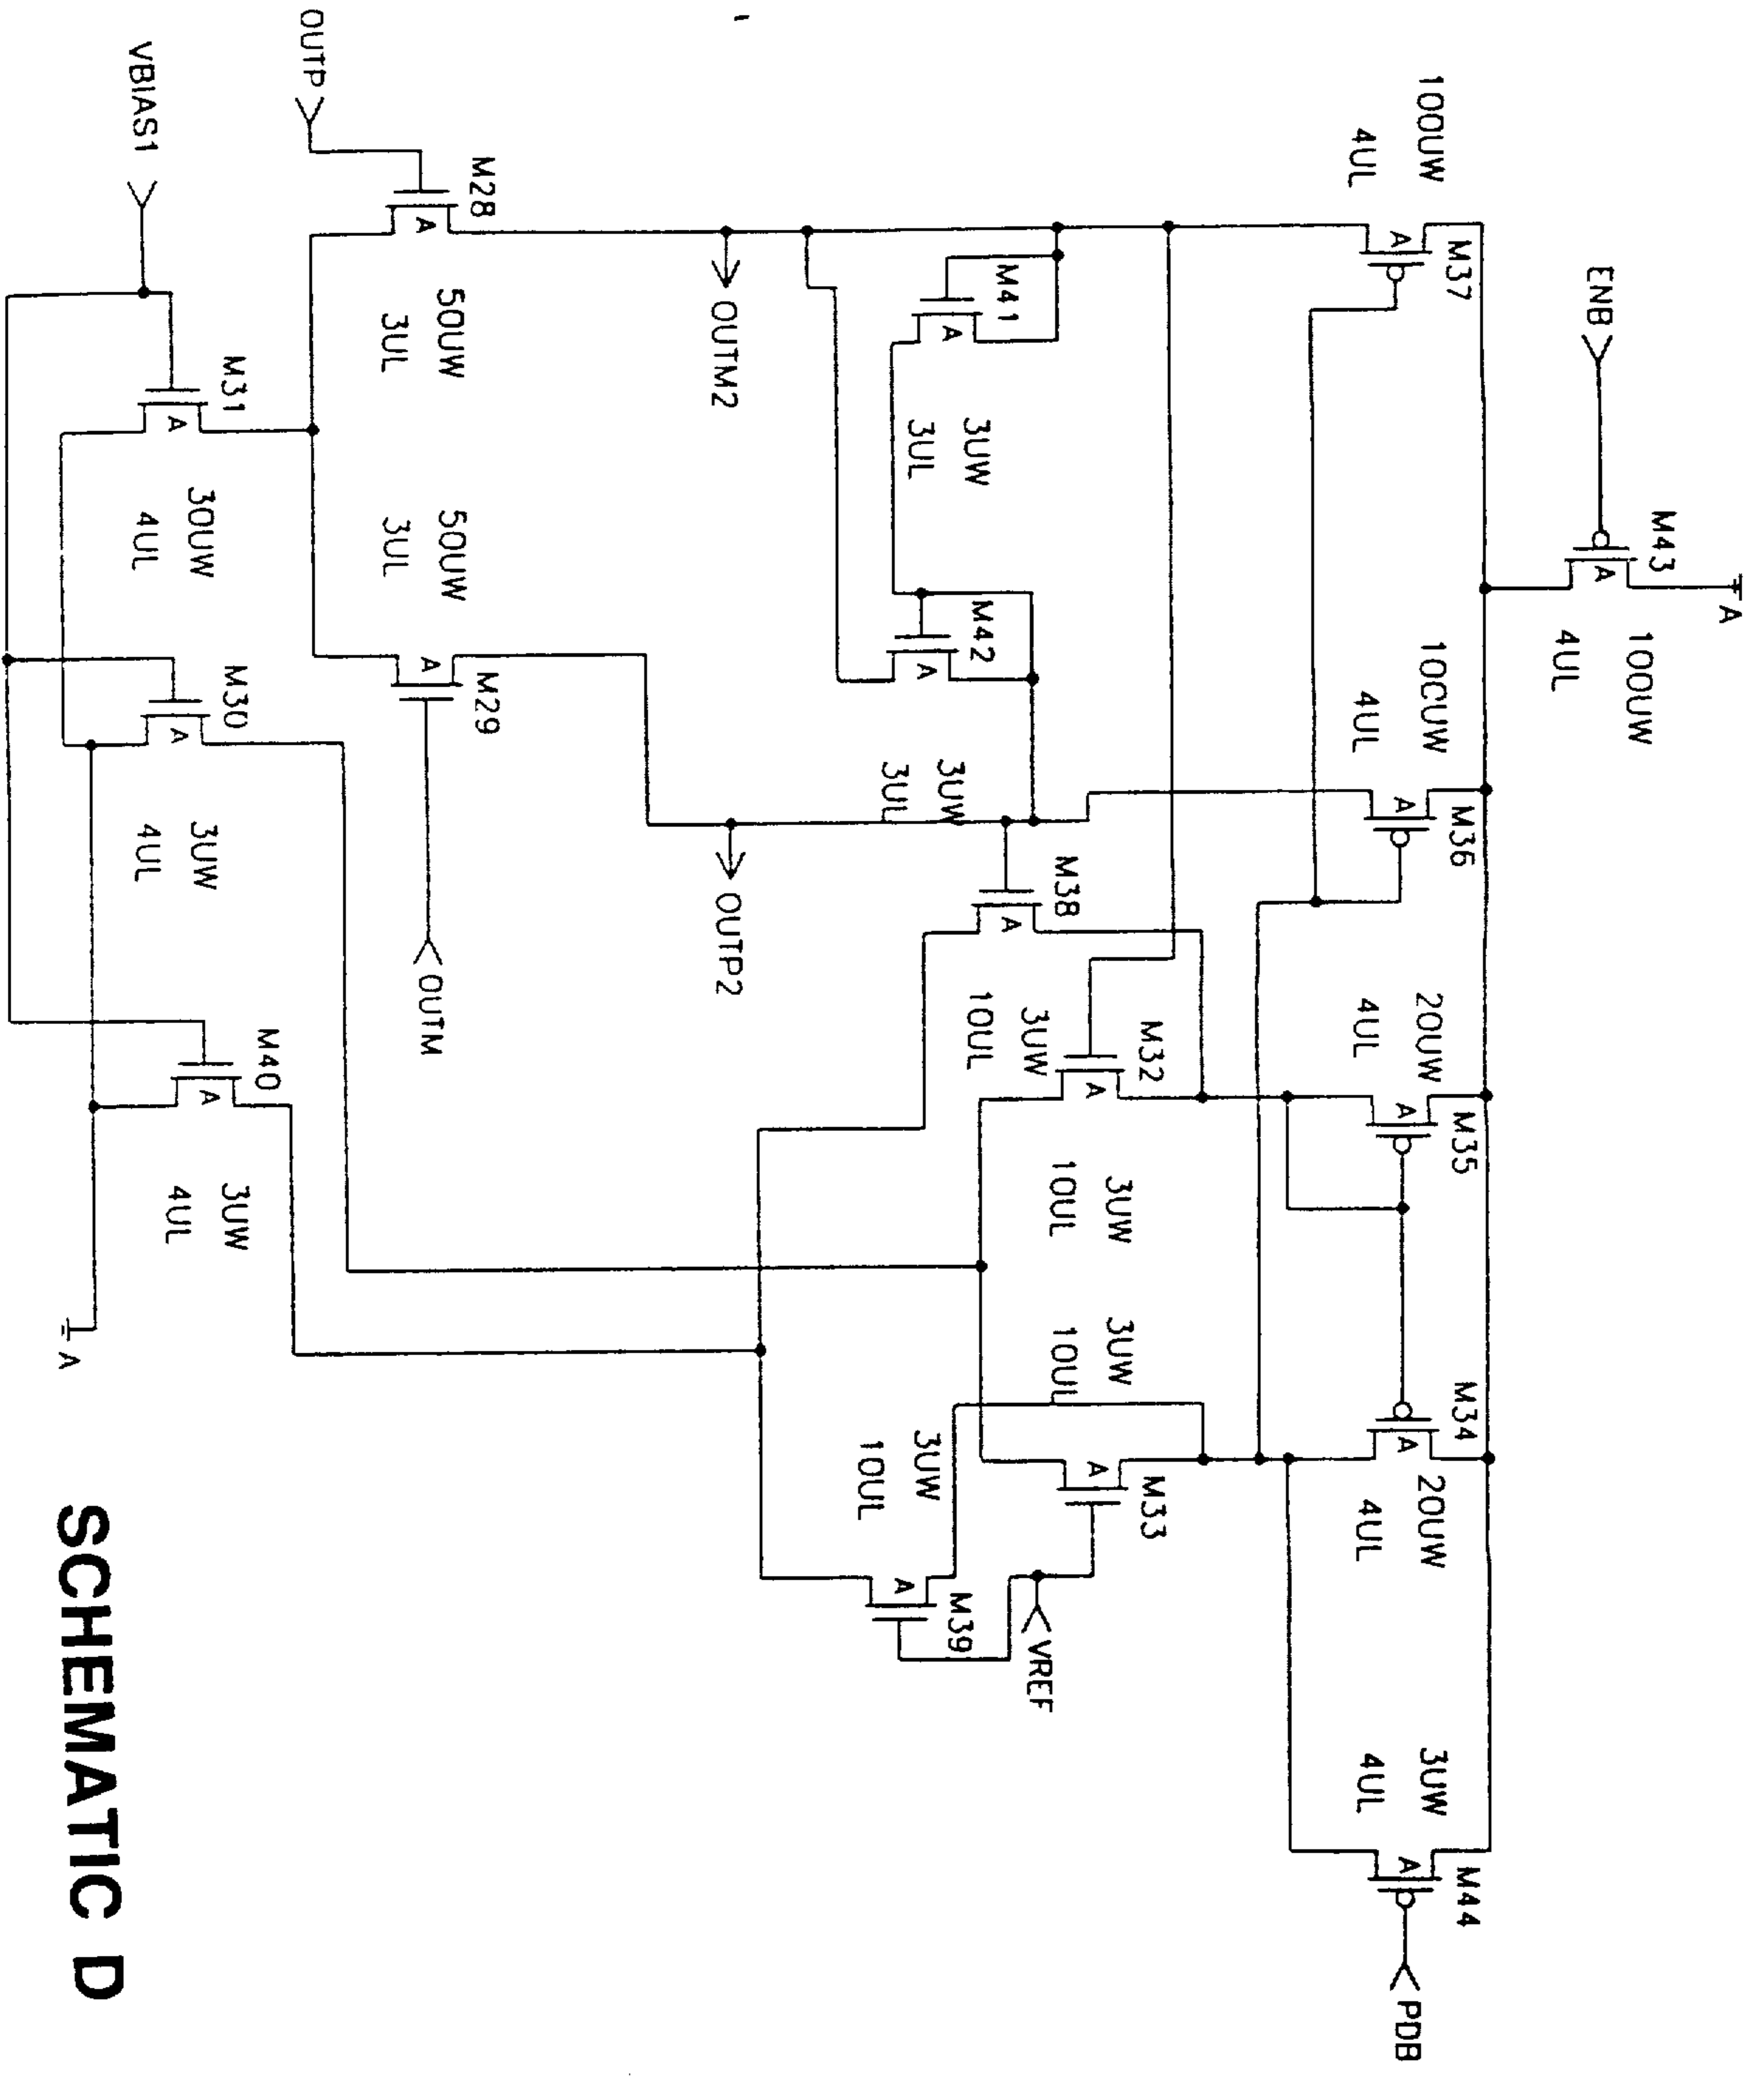 A
M43
A
100UW
4UL
ENB
100UW
4UL
M37
A
100UW
4UL
M36
A
20UW
4UL
M35
A
M34
A
20UW
4UL
3UW
4UL
M44
A
PDB
M41
A
3UW
3UL
M42
A
3UW
3UL
M38
A
3UW
10UL
M32
A
3UW
10UL
3UW
10UL
M33
A
3UW
10UL
M39
A
VREF
OUTM2
OUTP2
OUTP
M28
A
50UW
3UL
50UW
3UL
M29
A
OUTM
VBIAS1
M31
A
30UW
4UL
M30
A
3UW
4UL
M40
A
3UW
4UL
A
SCHEMATIC D